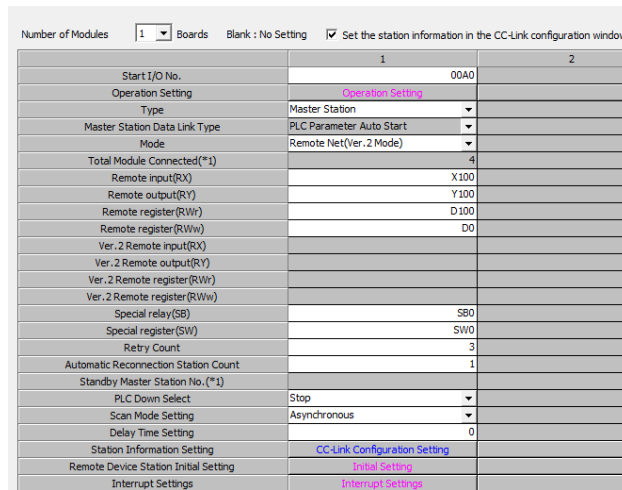 Number of Modules 1 Boards Blank : No Setting Set the station information in the CC-Link configuration window
1 2
Start I/O No. 00A0
Operation Setting Operation Setting
Type Master Station
Master Station Data Link Type PLC Parameter Auto Start
Mode Remote Net(Ver.2 Mode)
Total Module Connected(*1) 4
Remote input(RX) X100
Remote output(RY) Y100
Remote register(RWr) D100
Remote register(RWw) D0
Ver.2 Remote input(RX)
Ver.2 Remote output(RY)
Ver.2 Remote register(RWr)
Ver.2 Remote register(RWw)
Special relay(SB) SB0
Special register(SW) SW0
Retry Count 3
Automatic Reconnection Station Count 1
Standby Master Station No.(*1)
PLC Down Select Stop
Scan Mode Setting Asynchronous
Delay Time Setting 0
Station Information Setting CC-Link Configuration Setting
Remote Device Station Initial Setting Initial Setting
Interrupt Settings Interrupt Settings